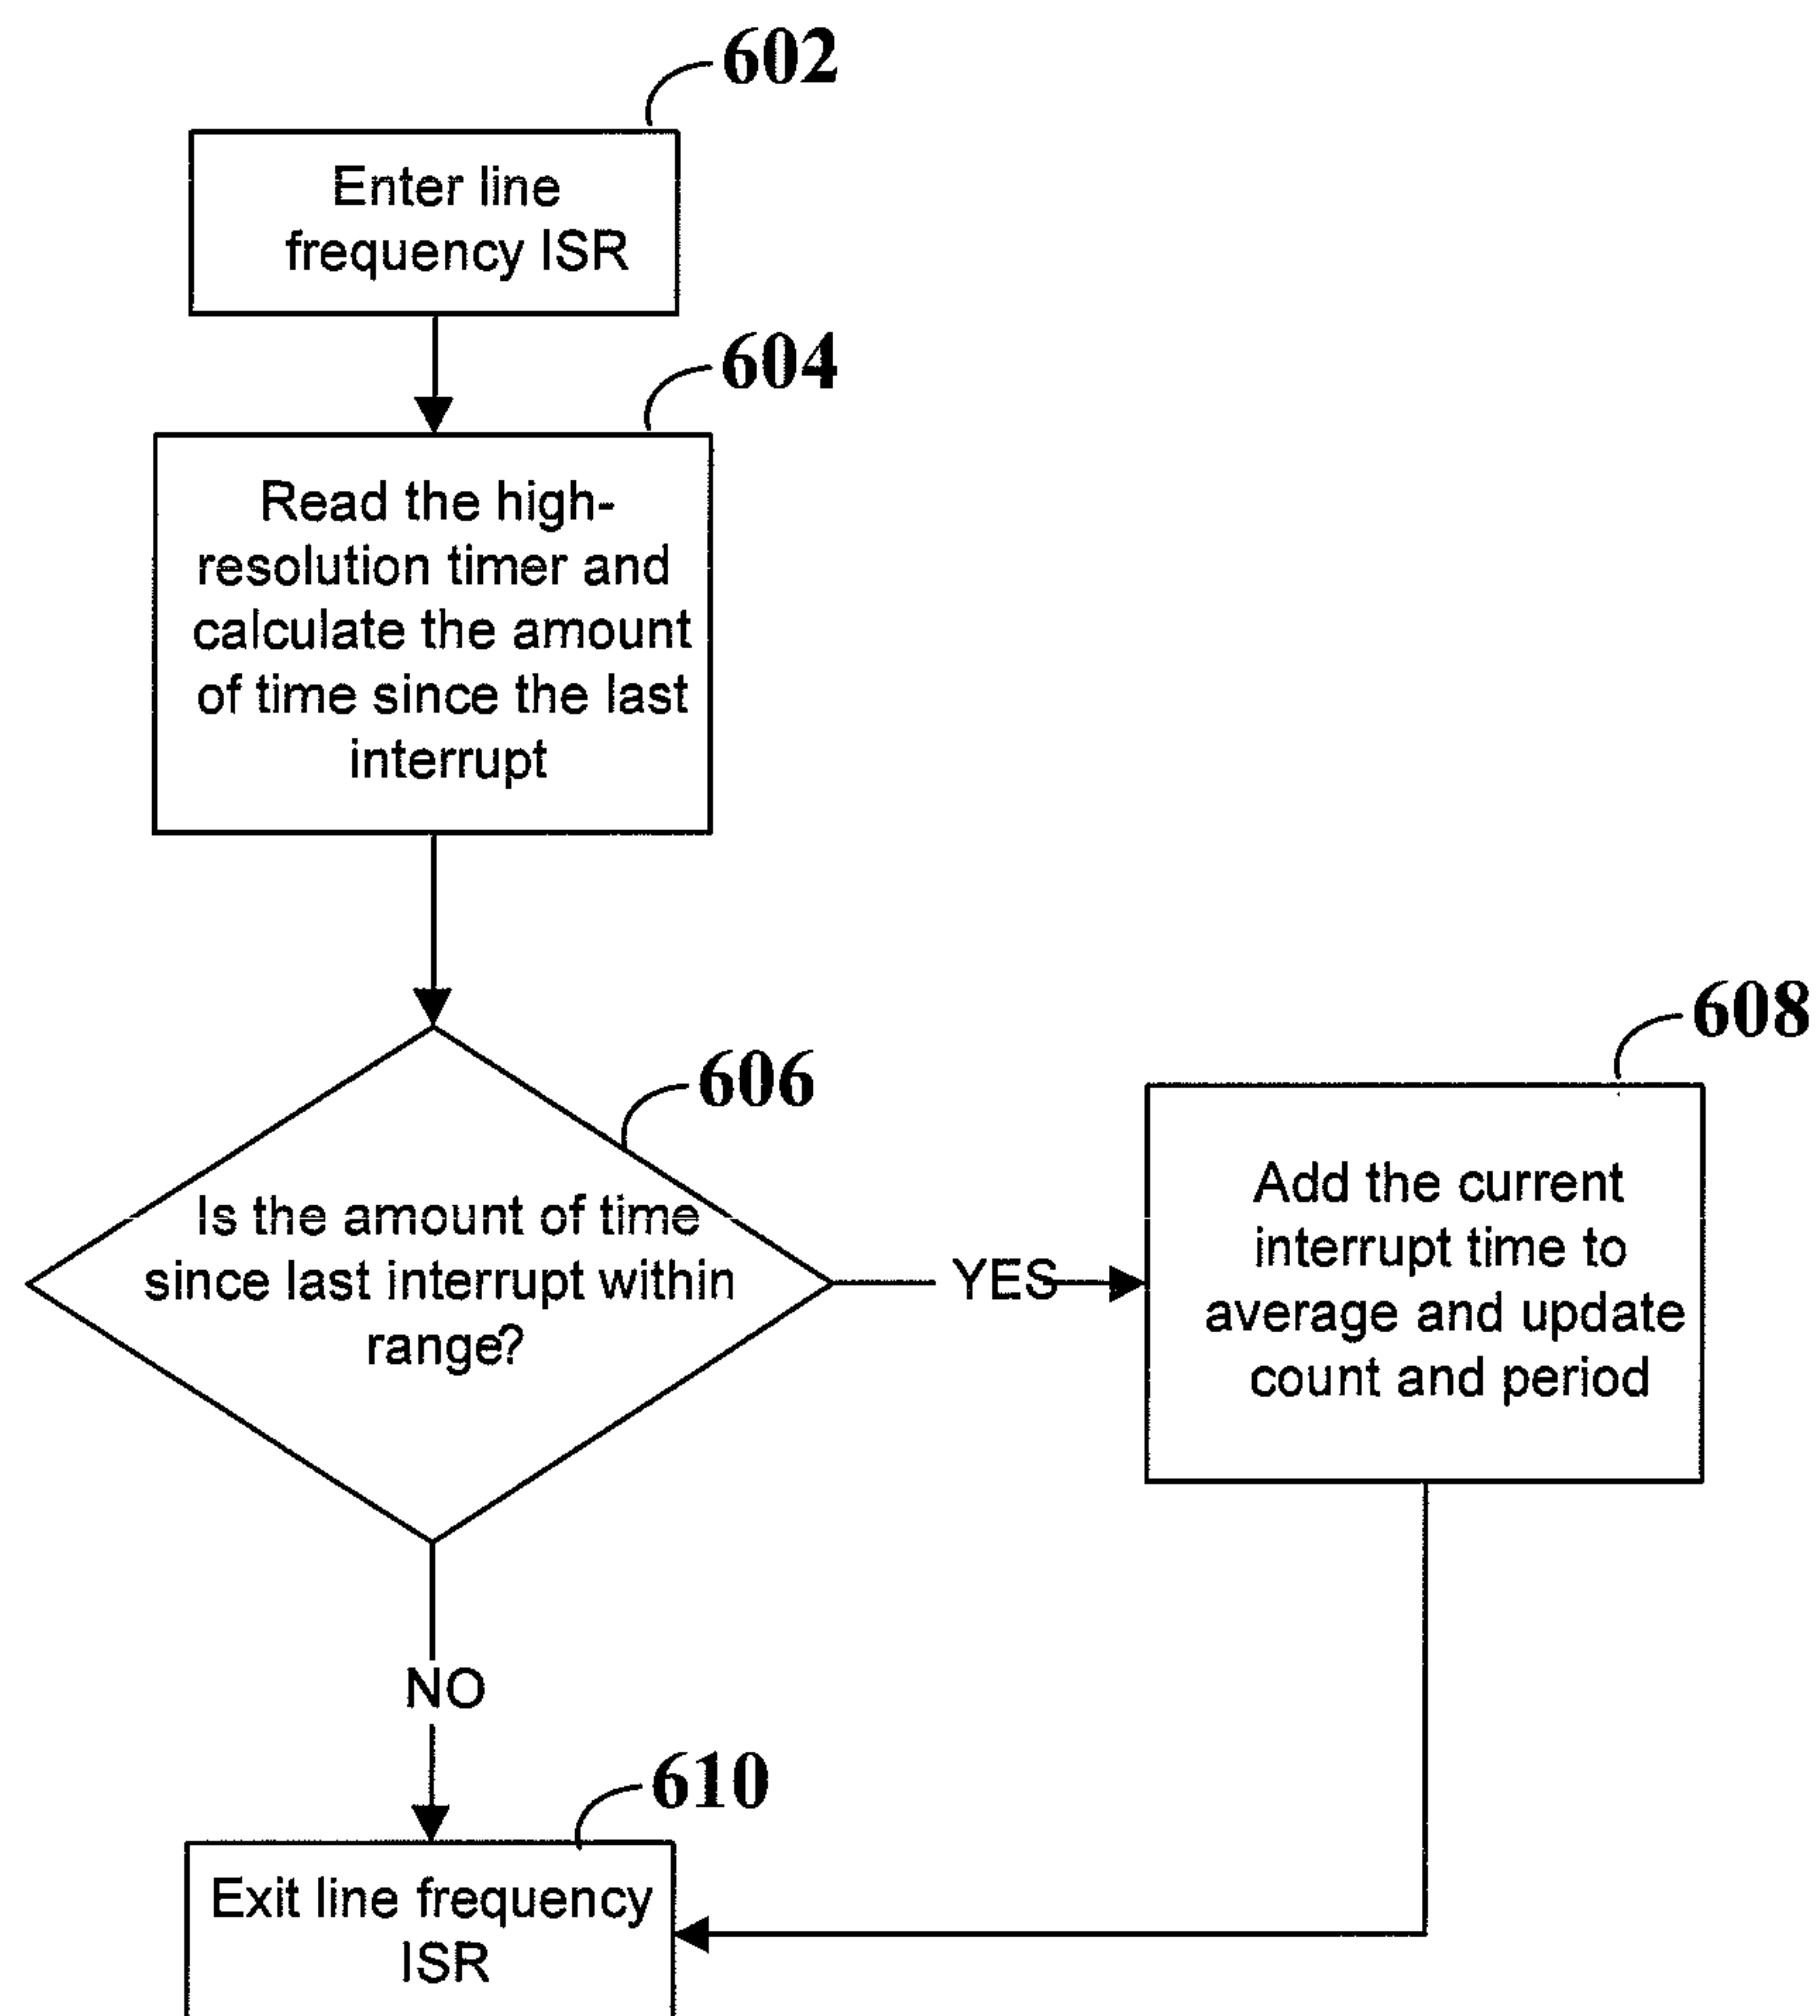 602
Enter line
frequency ISR
604
Read the high-
resolution timer and
calculate the amount
of time since the last
interrupt
606
Is the amount of time
since last interrupt within
range?
YES
608
Add the current
interrupt time to
average and update
count and period
NO
610
Exit line frequency
ISR